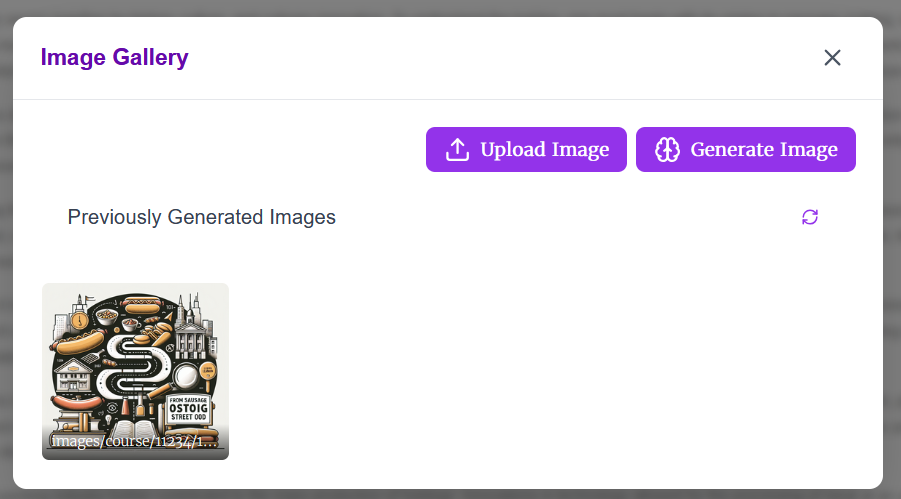 Image Gallery
Upload Image
Generate Image
Previously Generated Images
FROM SAUSAGE
OSTOIG
STREET ODD
images/course/11234/1...